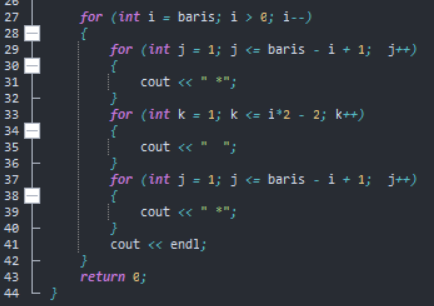 26
27 for (int i = baris; i > 0; i--)
28 {
29 for (int j = 1; j <= baris - i + 1;  j++)
30 {
31 cout << " *";
32 }
33 for (int k = 1; k <= i*2 - 2; k++)
34 {
35 cout << "  ";
36 }
37 for (int j = 1; j <= baris - i + 1;  j++)
38 {
39 cout << " *";
40 }
41 cout << endl;
42 }
43 return 0;
44 }